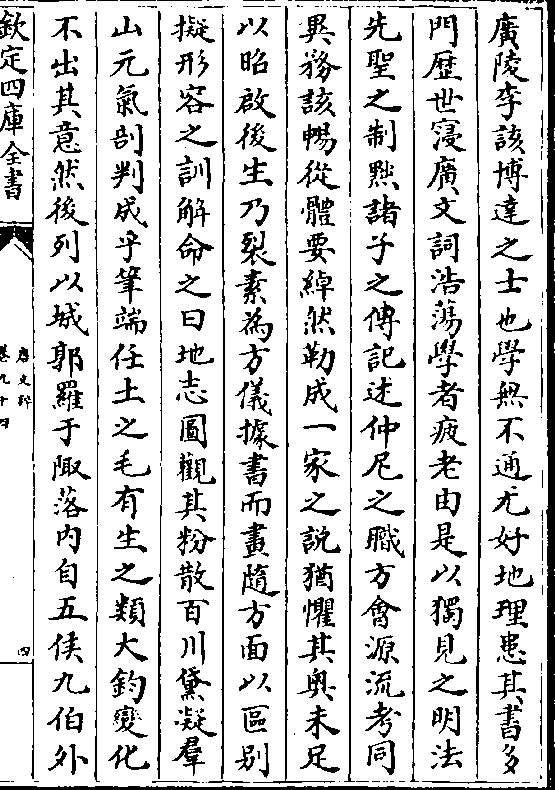 廣陵李該博達之士也學無不通尤好地理患其書多
門歴世寖廣文詞浩蕩學者疲老由是以獨見之明法
先聖之制黜諸子之傳記述仲尼之職方會源流考同
異務該暢從體要綽然勒成一家之說猶懼其奥未足
以昭啟後生乃裂素為方儀據書而畫隨方面以區别
擬形容之訓解命之曰地志圖觀其粉散百川黛凝羣
山元氣剖判成乎筆端任土之毛有生之類大鈞變化
不出其意然後列以城郭羅于陬落内自五侯九伯外
欽定四庫全書
唐文粹
卷九十四
四